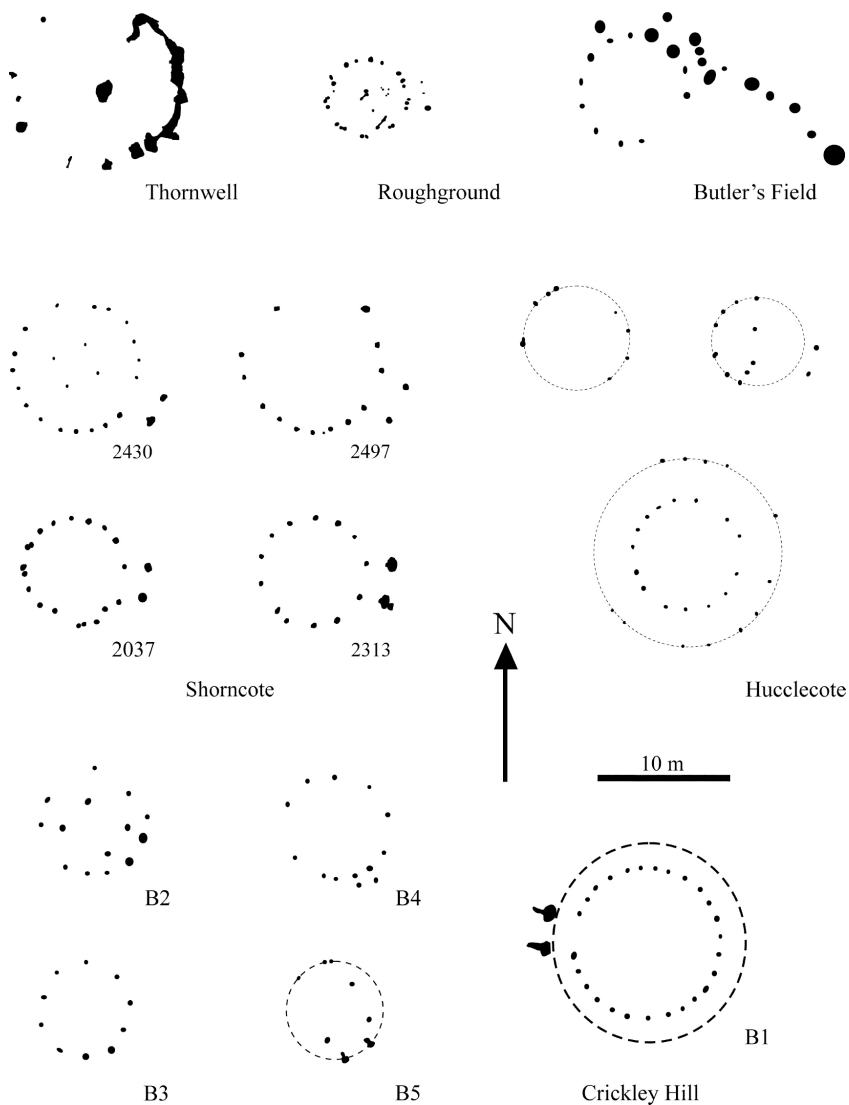 Thornwell
Roughground
Butler’s Field
2430
2497
2037
2313
Shorncote
N
Hucclecote
10 m
B2
B4
B1
B3
B5
Crickley Hill